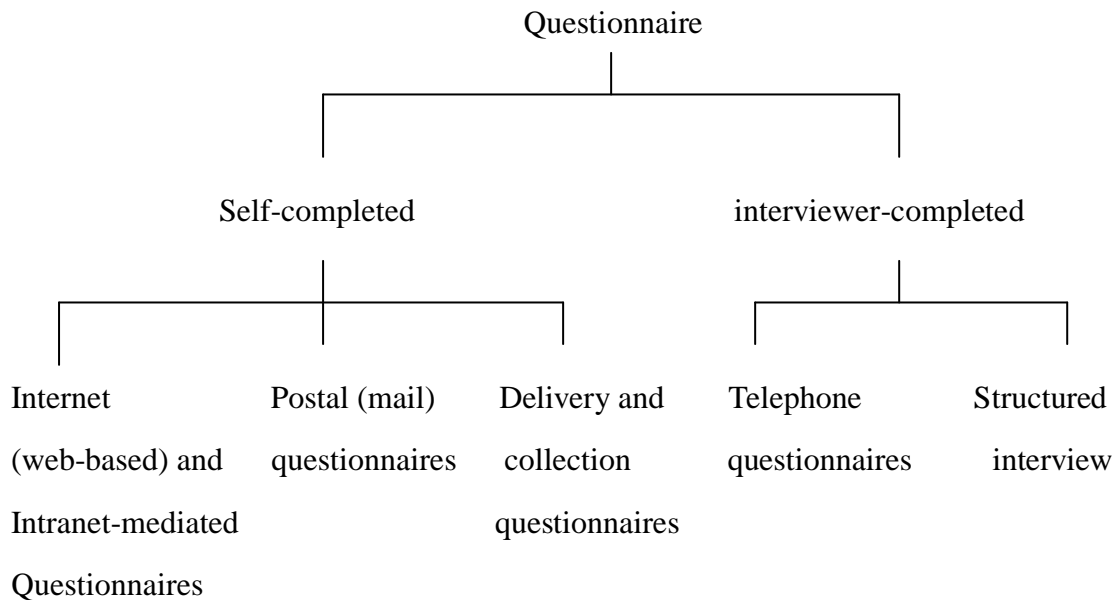 Questionnaire
Self-completed
interviewer-completed
Internet
(web-based) and
Intranet-mediated
Questionnaires
Postal (mail)
questionnaires
Delivery and
collection
questionnaires
Telephone
questionnaires
Structured
interview